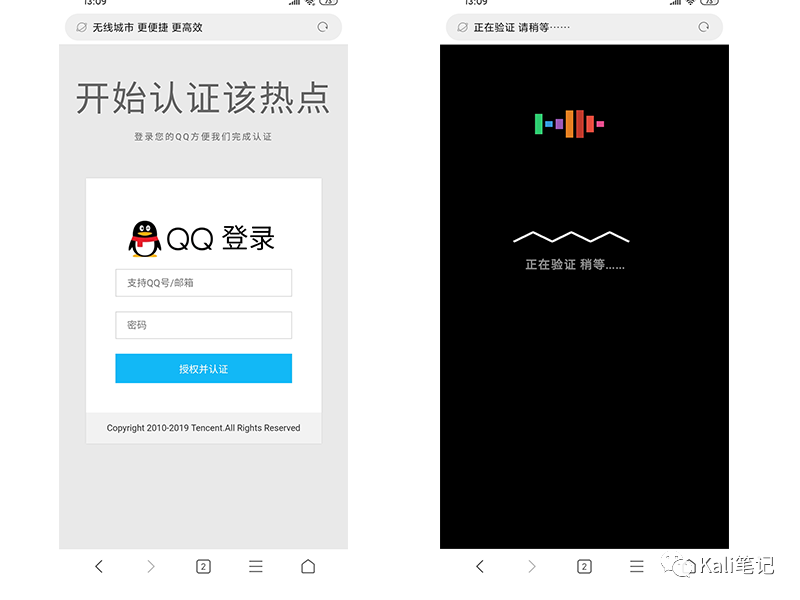 13:09
73
无线城市 更便捷 更高效
开始认证该热点
登录您的QQ方便我们完成认证
QQ 登录
支持QQ号/邮箱
密码
授权并认证
Copyright 2010-2019 Tencent.All Rights Reserved
2
13:09
73
正在验证 请稍等……
正在验证 稍等......
2
Kali笔记